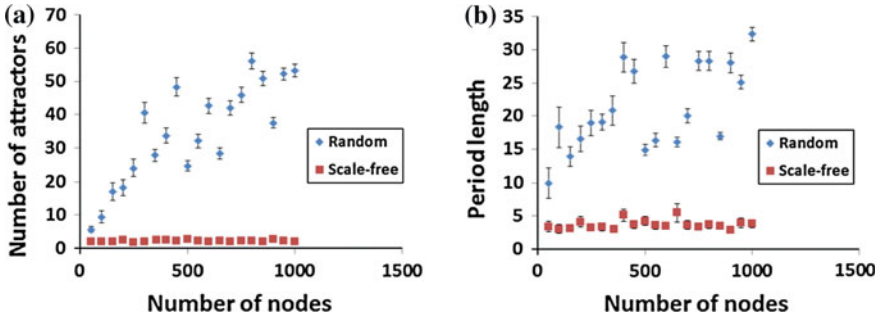 (a)
Number of attractors
70
60
50
40
30
20
10
0
0
500
1000
1500
Number of nodes
Random
Scale-free
(b)
Period length
35
30
25
20
15
10
5
0
0
500
1000
1500
Number of nodes
Random
Scale-free